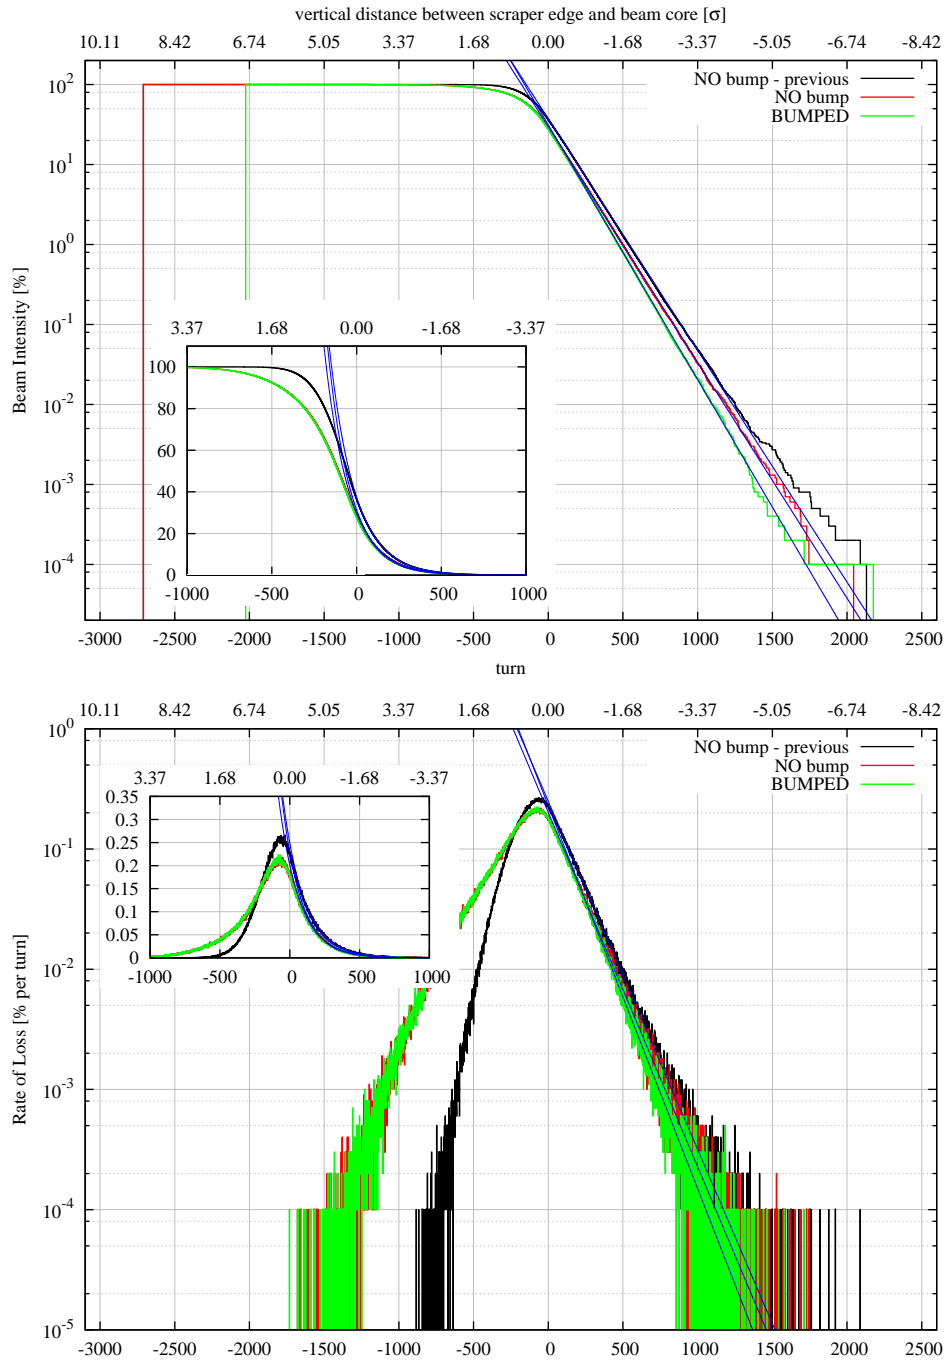 vertical distance between scraper edge and beam core [σ]
10.11 8.42 6.74 5.05 3.37 1.68 0.00 -1.68 -3.37 -5.05 -6.74 -8.42
NO bump - previous
NO bump
BUMPED
10^2
10^1
10^0
10^-1
10^-2
10^-3
10^-4
Beam Intensity [%]
3.37 1.68 0.00 -1.68 -3.37
100
80
60
40
20
0
-1000 -500 0 500 1000
-3000 -2500 -2000 -1500 -1000 -500 0 500 1000 1500 2000 2500
turn
10.11 8.42 6.74 5.05 3.37 1.68 0.00 -1.68 -3.37 -5.05 -6.74 -8.42
NO bump - previous
NO bump
BUMPED
10^0
10^-1
10^-2
10^-3
10^-4
10^-5
Rate of Loss [% per turn]
3.37 1.68 0.00 -1.68 -3.37
0.35
0.3
0.25
0.2
0.15
0.1
0.05
0
-1000 -500 0 500 1000
-3000 -2500 -2000 -1500 -1000 -500 0 500 1000 1500 2000 2500